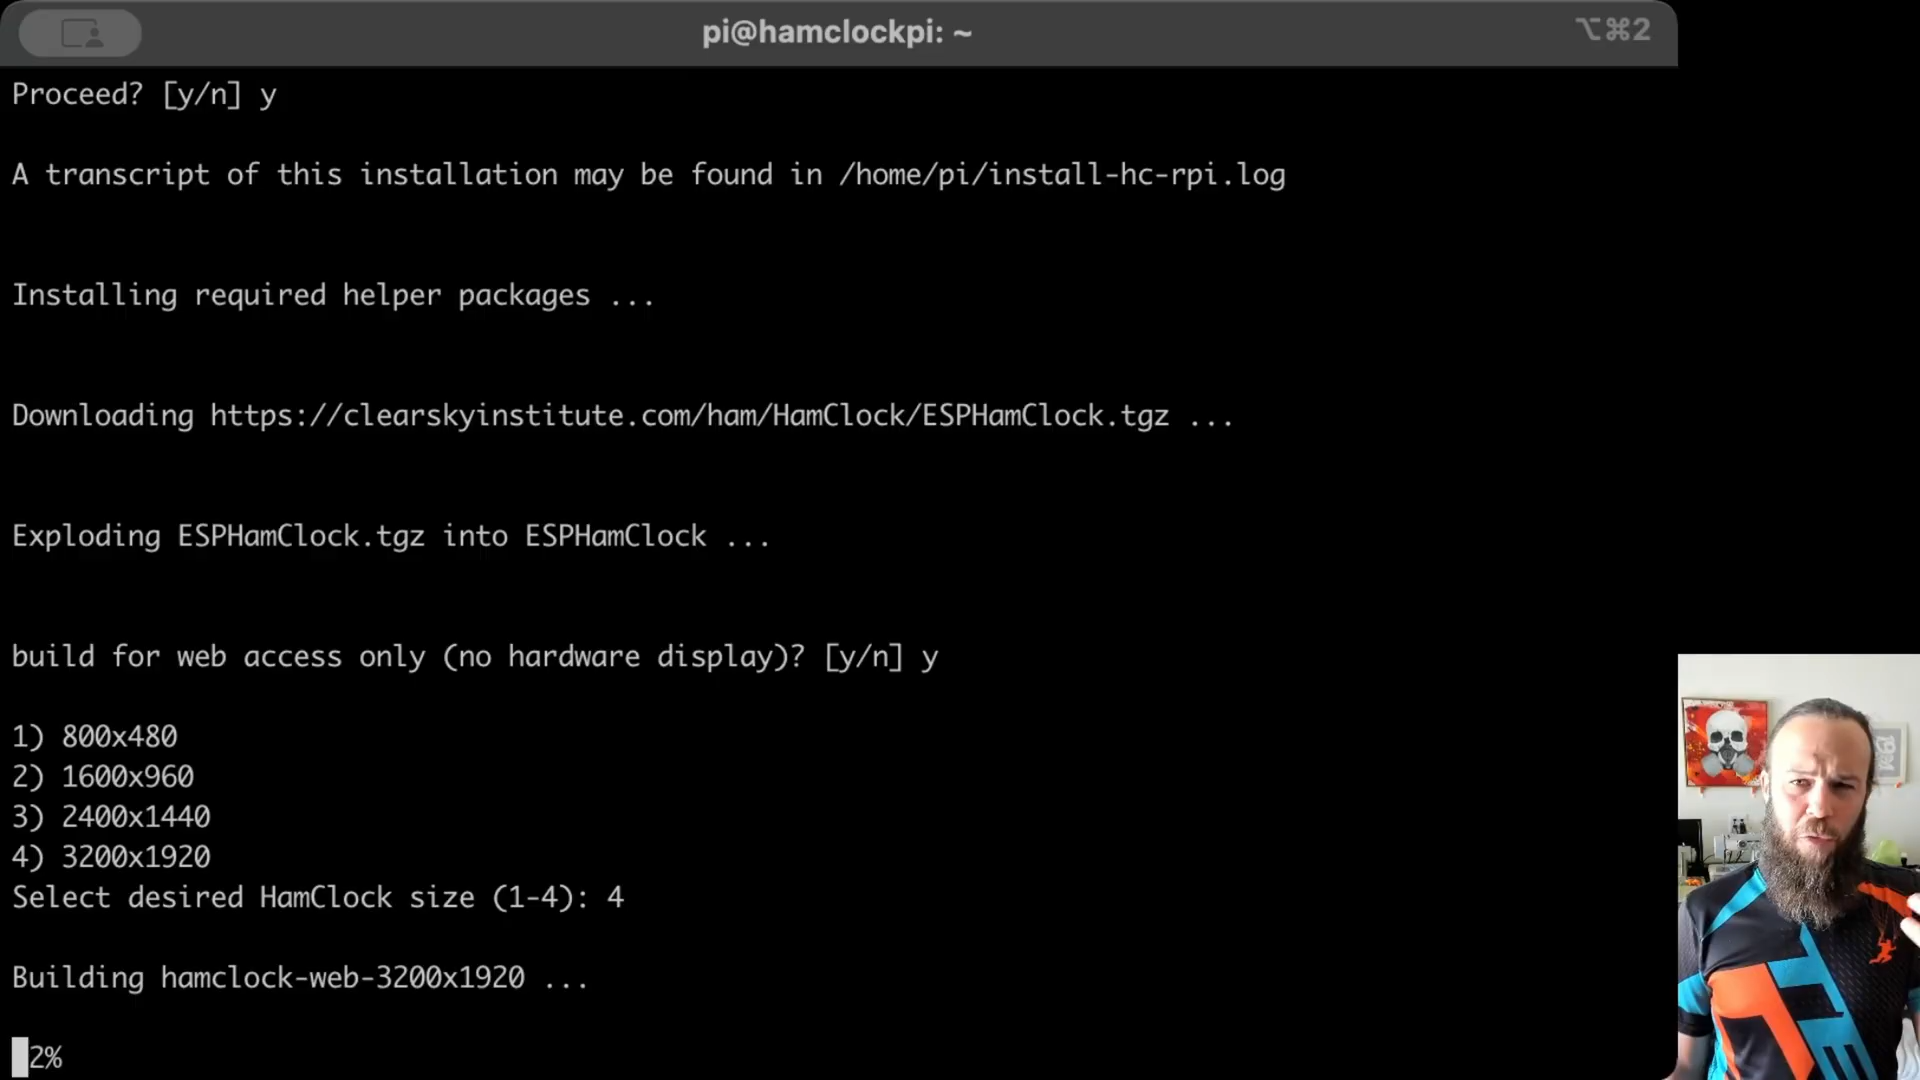 pi@hamclockpi: ~
⌥⌘2
Proceed? [y/n] y
A transcript of this installation may be found in /home/pi/install-hc-rpi.log
Installing required helper packages ...
Downloading https://clearskyinstitute.com/ham/HamClock/ESPHamClock.tgz ...
Exploding ESPHamClock.tgz into ESPHamClock ...
build for web access only (no hardware display)? [y/n] y
1) 800x480
2) 1600x960
3) 2400x1440
4) 3200x1920
Select desired HamClock size (1-4): 4
Building hamclock-web-3200x1920 ...
2%